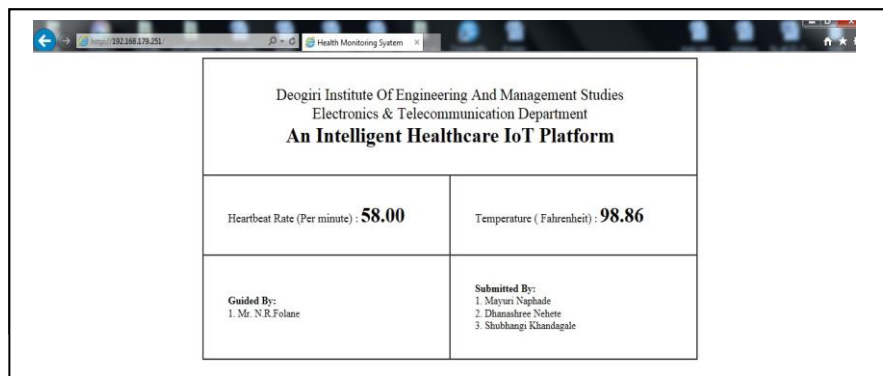 http://192.168.179.251/
Health Monitoring System
Deogiri Institute Of Engineering And Management Studies
Electronics & Telecommunication Department
An Intelligent Healthcare IoT Platform
Heartbeat Rate (Per minute) : 58.00
Temperature ( Fahrenheit) : 98.86
Guided By:
1. Mr. N.R.Folane
Submitted By:
1. Mayuri Naphade
2. Dhanashree Nehete
3. Shubhangi Khandagale